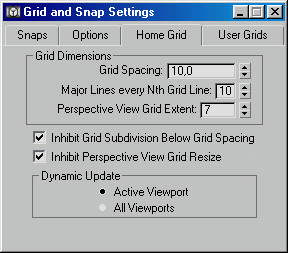 Grid and Snap Settings
Snaps Options Home Grid User Grids
Grid Dimensions
Grid Spacing: 10,0
Major Lines every Nth Grid Line: 10
Perspective View Grid Extent: 7
Inhibit Grid Subdivision Below Grid Spacing
Inhibit Perspective View Grid Resize
Dynamic Update
Active Viewport
All Viewports